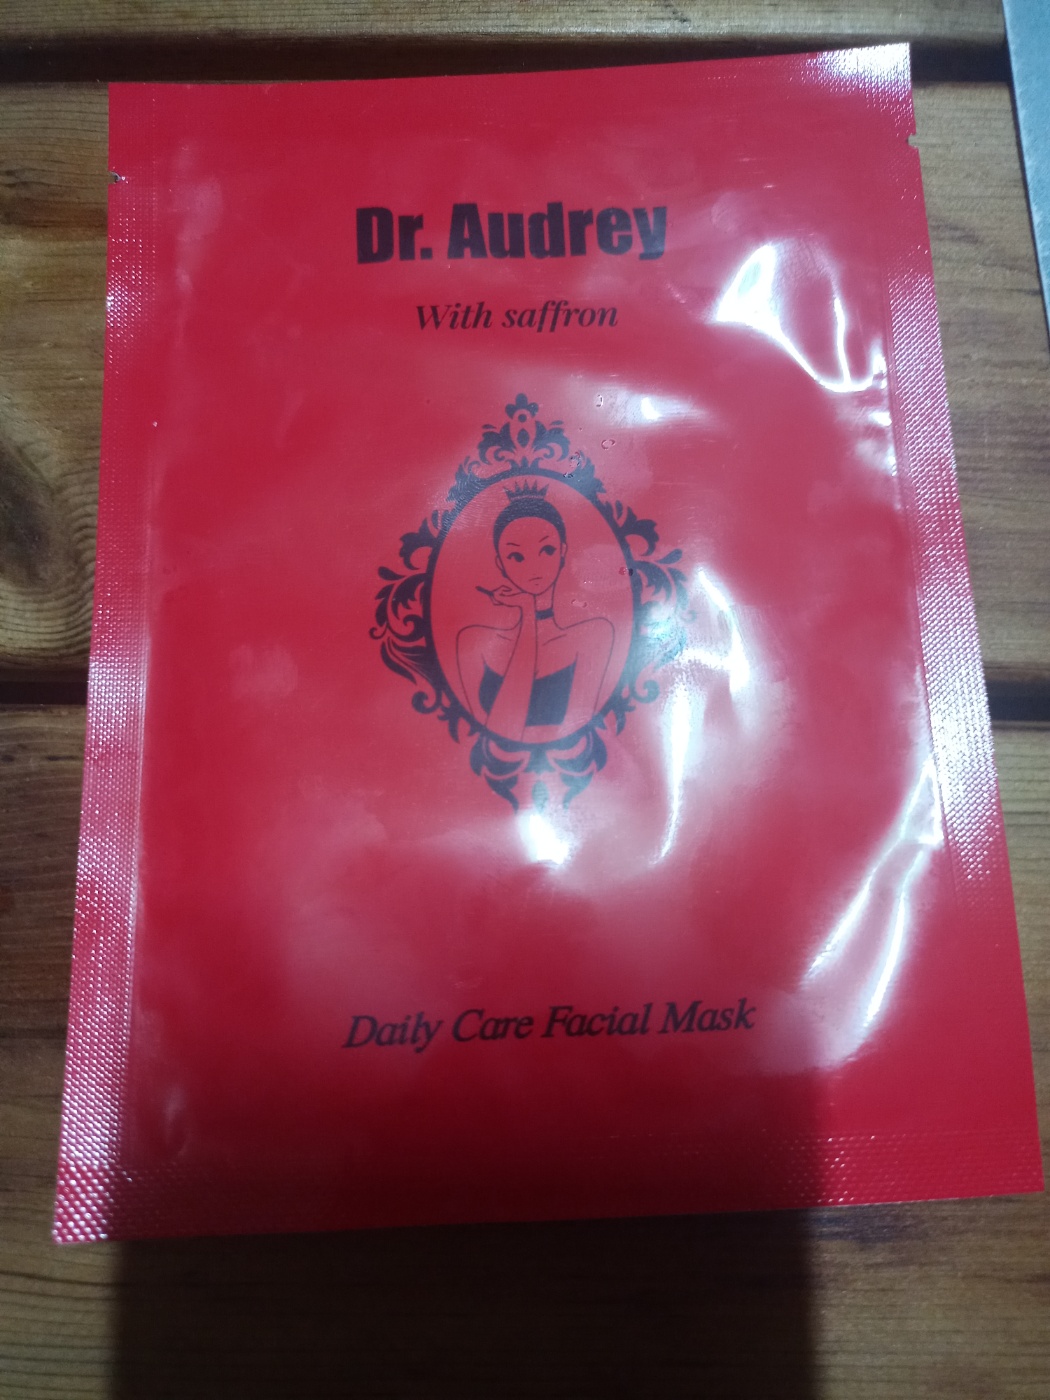 Dr. Audrey
With saffron
Daily Care Facial Mask